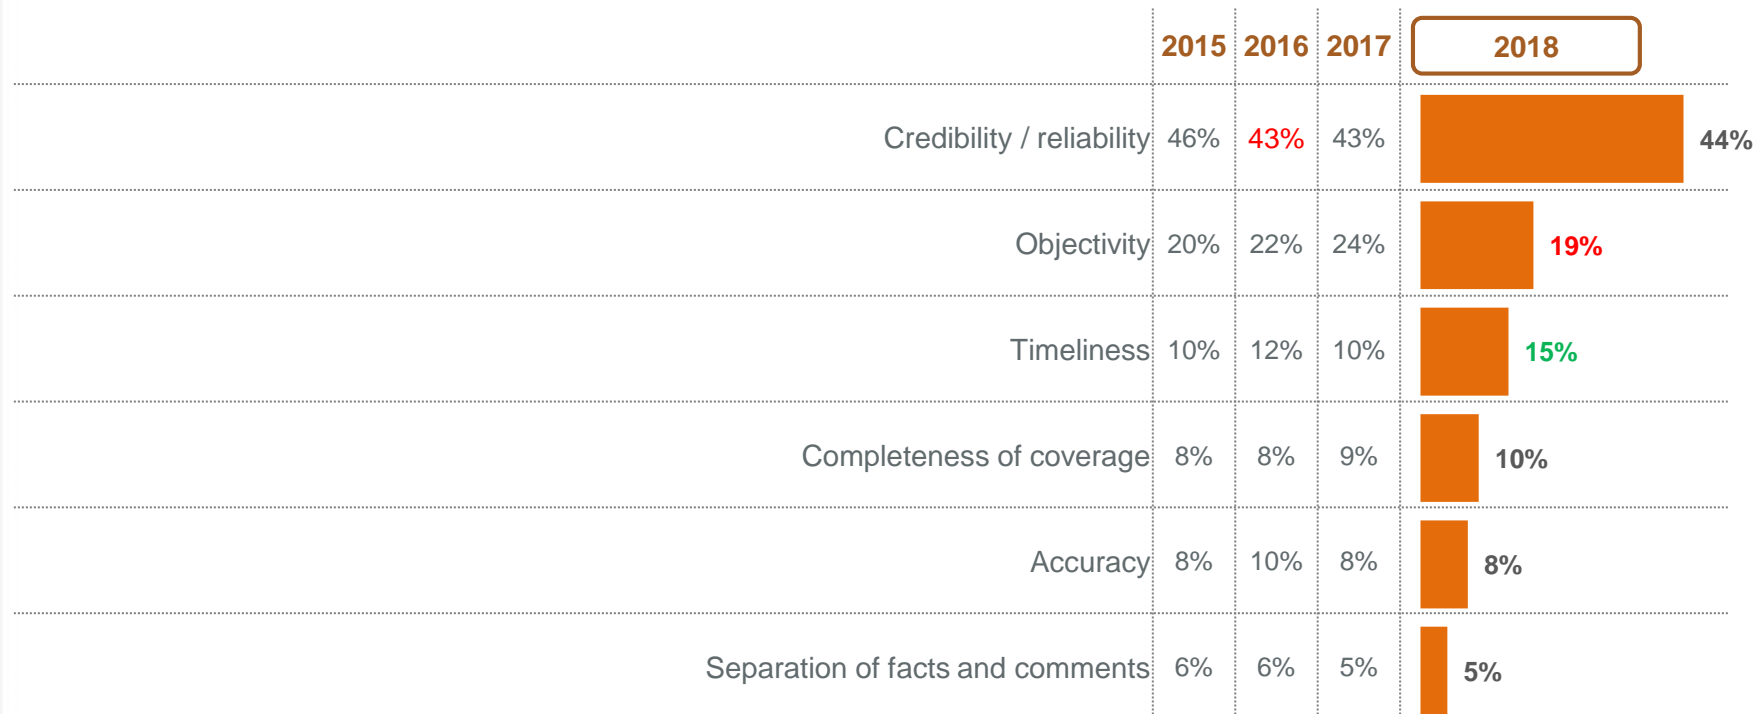 2015 2016 2017 2018
Credibility / reliability 46% 43% 43% 44%
Objectivity 20% 22% 24% 19%
Timeliness 10% 12% 10% 15%
Completeness of coverage 8% 8% 9% 10%
Accuracy 8% 10% 8% 8%
Separation of facts and comments 6% 6% 5% 5%